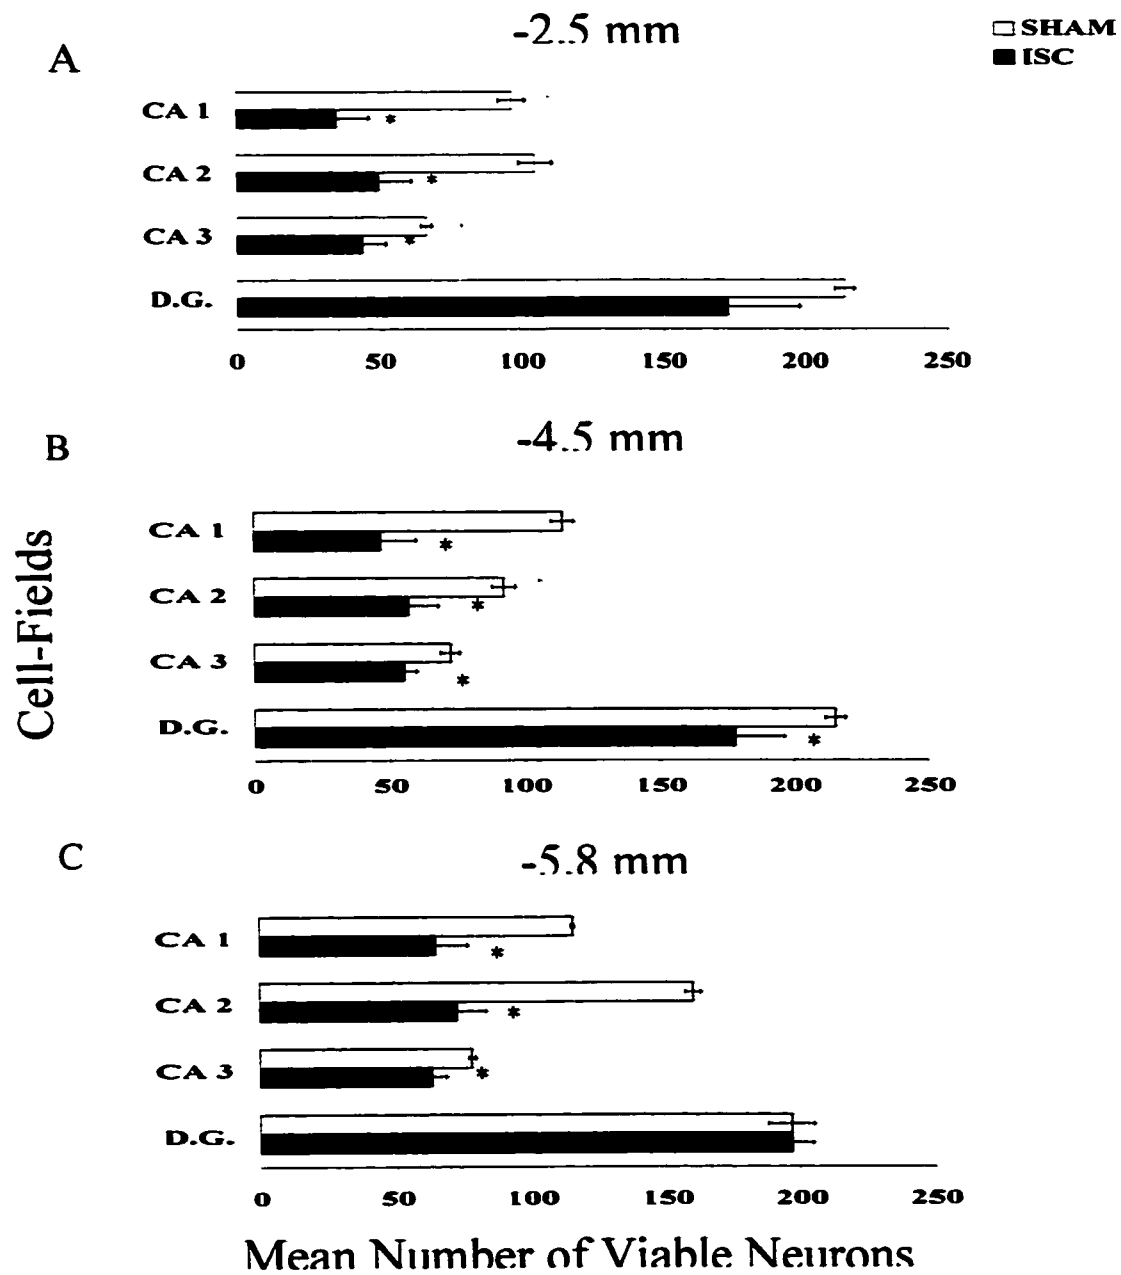 -2.5 mm
SHAM
ISC
A
CA 1
*
CA 2
*
CA 3
*
D.G.
0 50 100 150 200 250
B
-4.5 mm
CA 1
*
CA 2
*
CA 3
*
D.G.
*
0 50 100 150 200 250
Cell-Fields
C
-5.8 mm
CA 1
*
CA 2
*
CA 3
*
D.G.
0 50 100 150 200 250
Mean Number of Viable Neurons